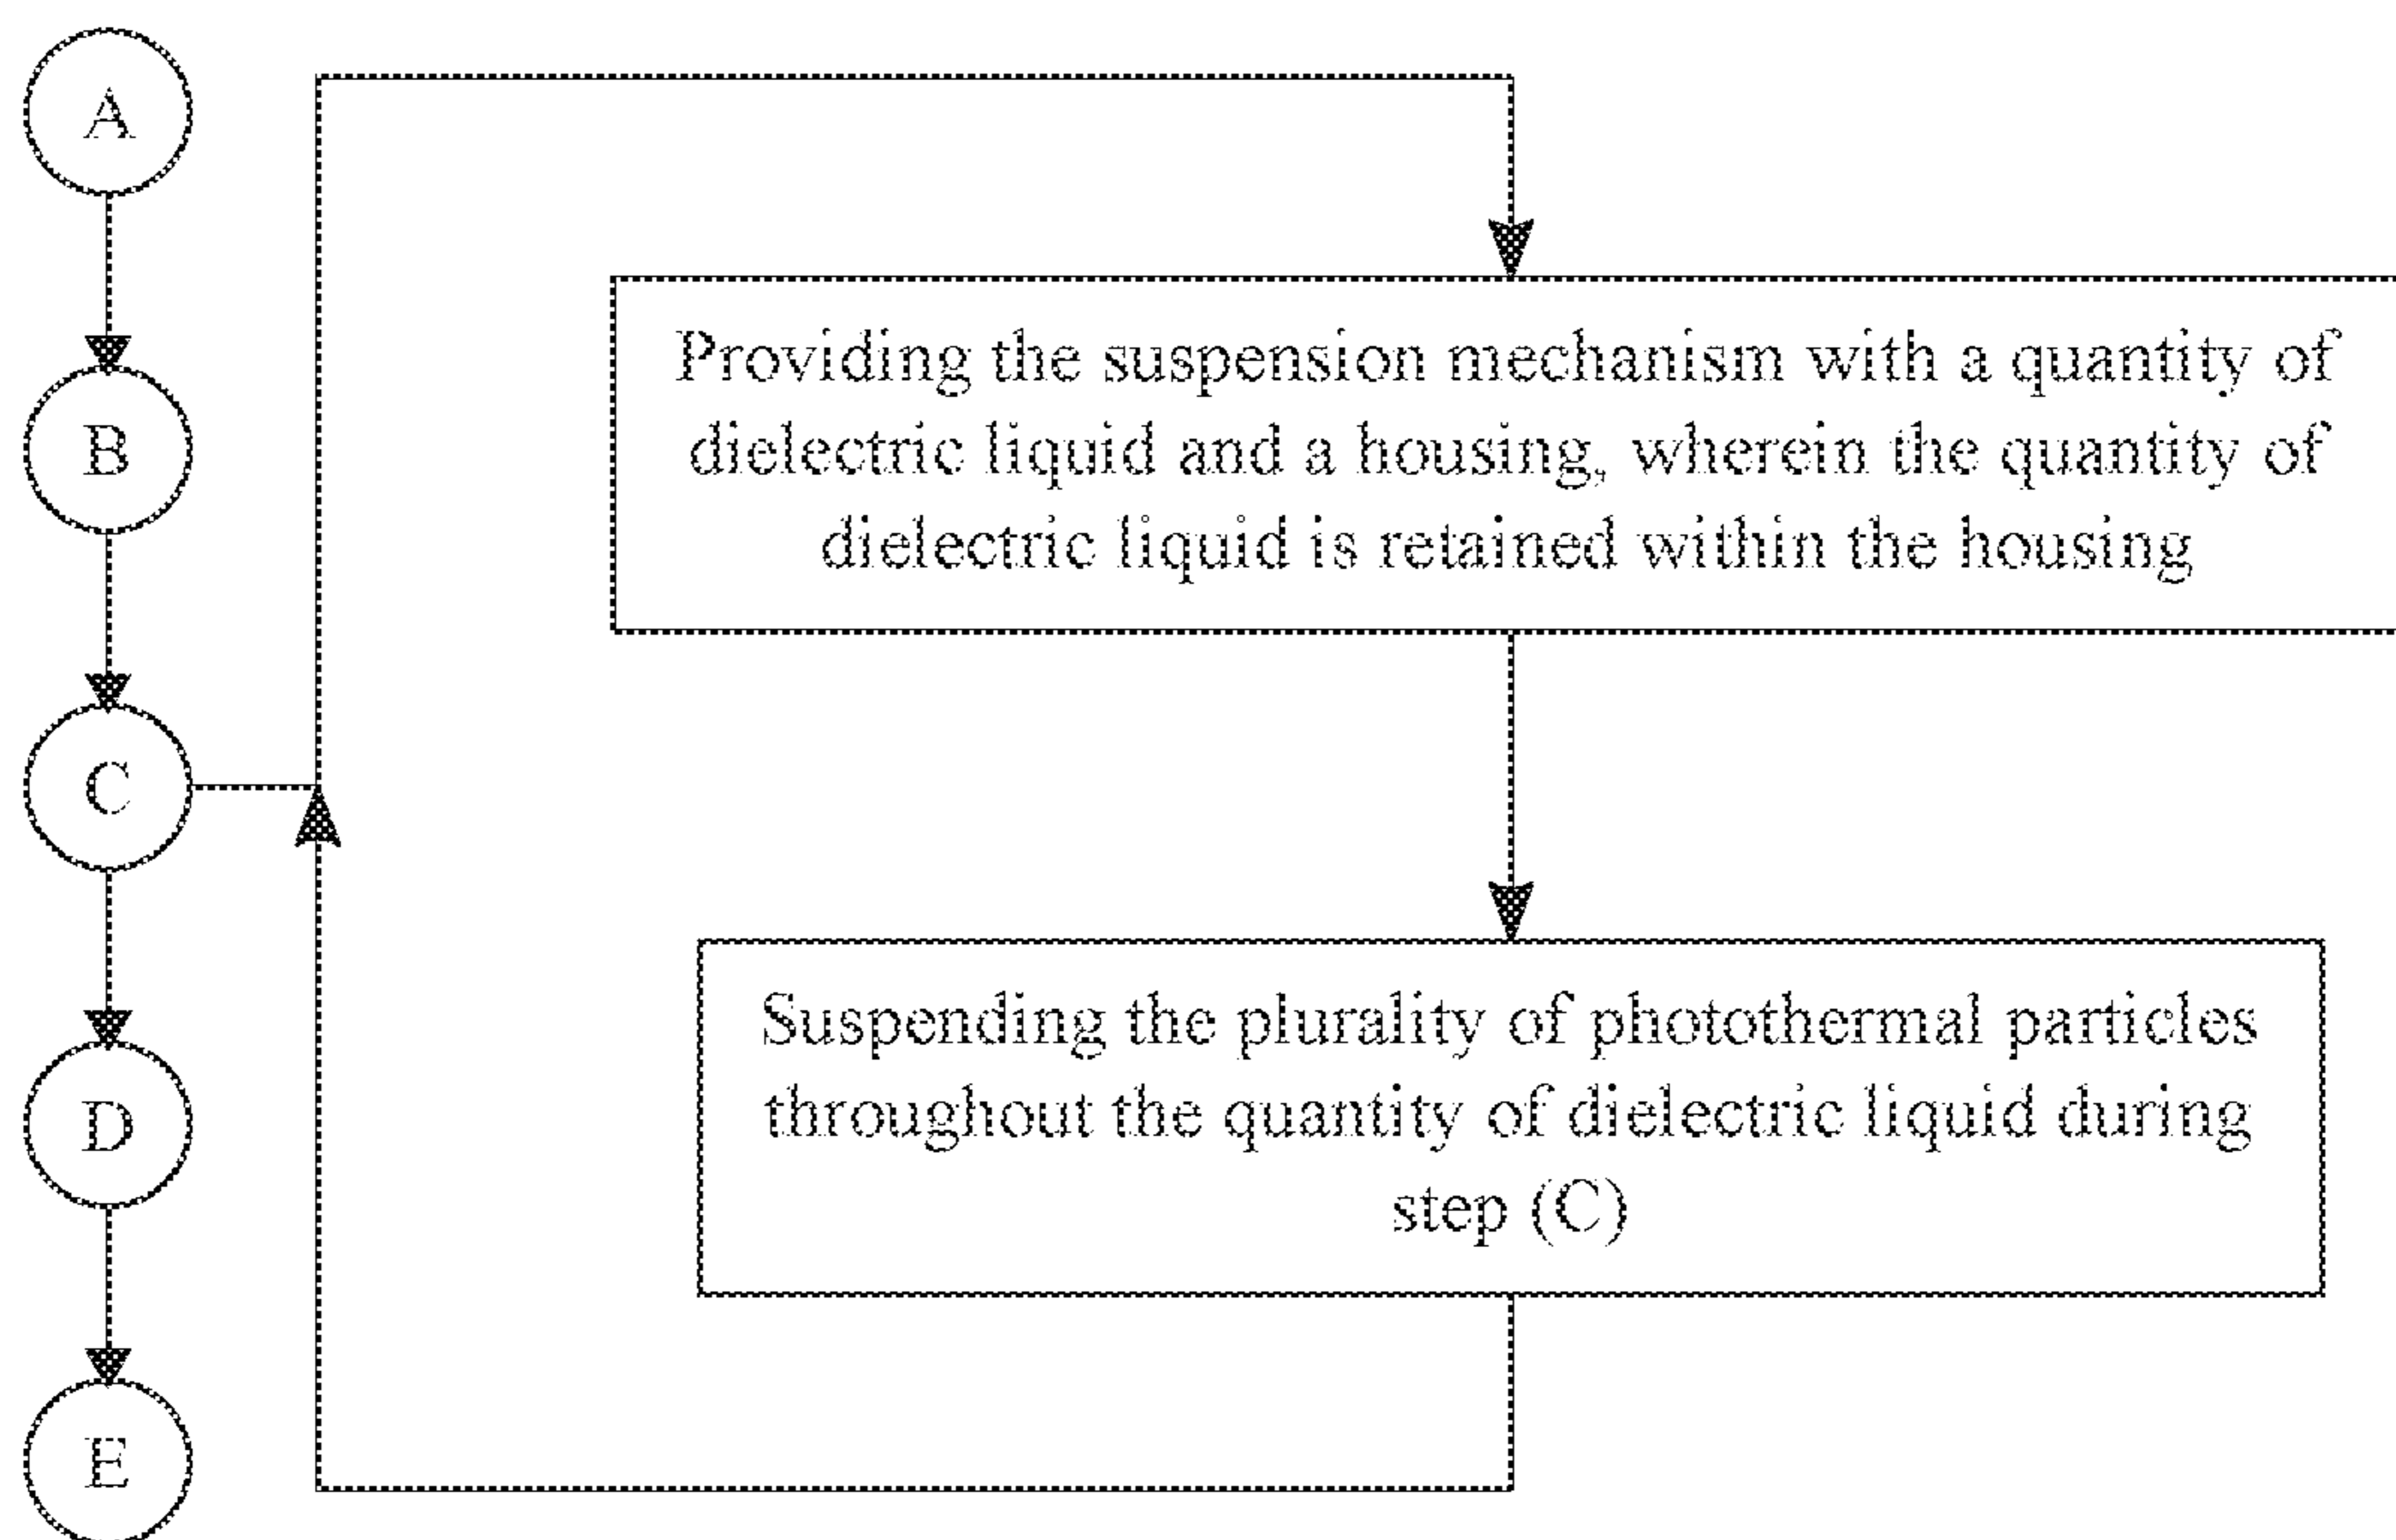 A
B
C
D
E
Providing the suspension mechanism with a quantity of
dielectric liquid and a housing, wherein the quantity of
dielectric liquid is retained within the housing
Suspending the plurality of photothermal particles
throughout the quantity of dielectric liquid during
step (C)